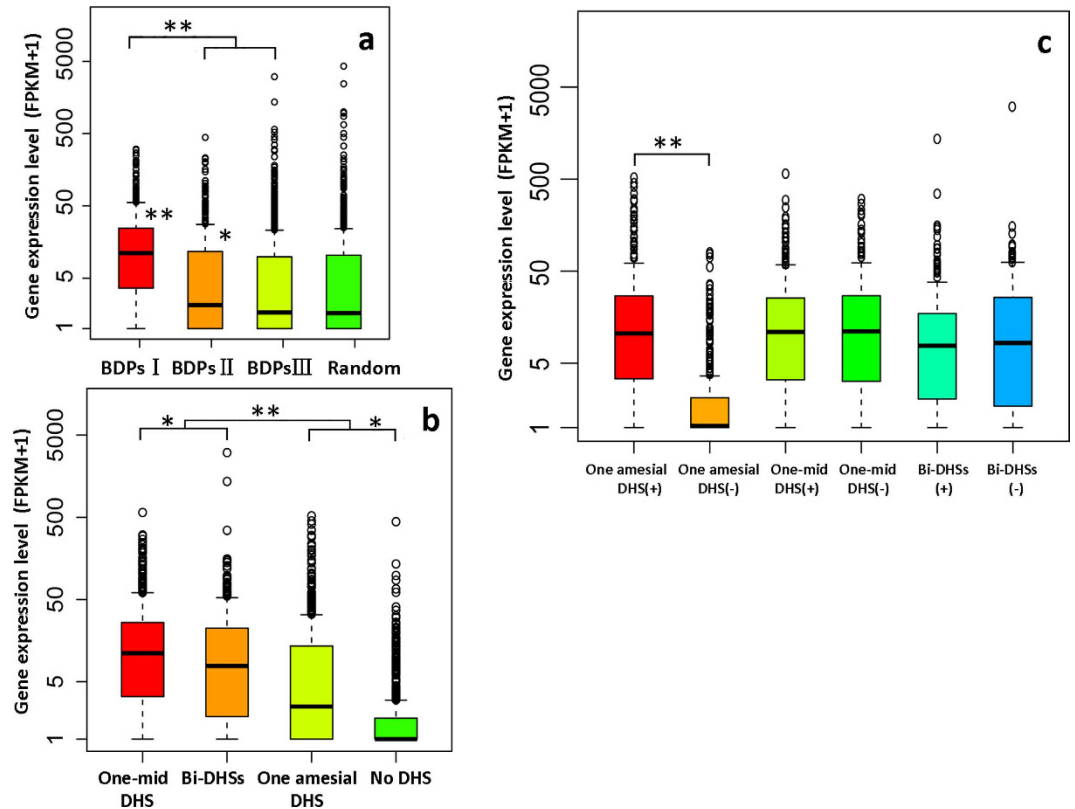 a
**
Gene expression level (FPKM+1)
5000
500
50
5
1
**
*
BDPs Ⅰ BDPs Ⅱ BDPsⅢ Random
b
* ** *
Gene expression level (FPKM+1)
5000
500
50
5
1
One-mid DHS
Bi-DHSs
One amesial DHS
No DHS
c
**
Gene expression level (FPKM+1)
5000
500
50
5
1
One amesial DHS(+)
One amesial DHS(-)
One-mid DHS(+)
One-mid DHS(-)
Bi-DHSs (+)
Bi-DHSs (-)